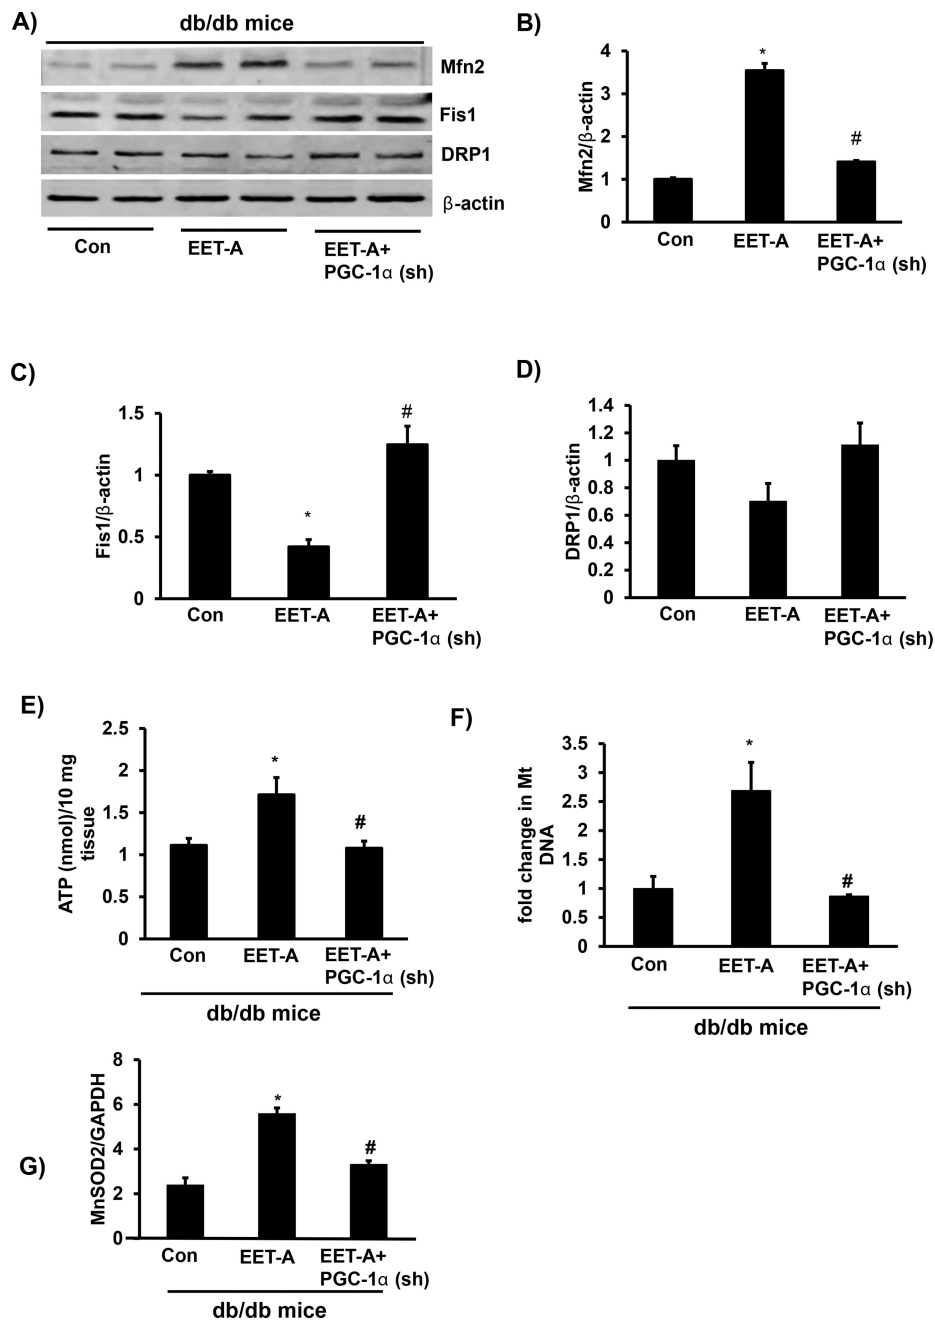 A)
db/db mice
Mfn2
Fis1
DRP1
β-actin
Con
EET-A
EET-A+
PGC-1α (sh)
B)
Mfn2/β-actin
4
3
2
1
0
*
#
Con
EET-A
EET-A+
PGC-1α (sh)
C)
Fis1/β-actin
1.5
1
0.5
0
*
#
Con
EET-A
EET-A+
PGC-1α (sh)
D)
DRP1/β-actin
1.4
1.2
1
0.8
0.6
0.4
0.2
0
Con
EET-A
EET-A+
PGC-1α (sh)
E)
ATP (nmol)/10 mg
tissue
2.5
2
1.5
1
0.5
0
*
#
Con
EET-A
EET-A+
PGC-1α (sh)
db/db mice
F)
fold change in Mt
DNA
3.5
3
2.5
2
1.5
1
0.5
0
*
#
Con
EET-A
EET-A+
PGC-1α (sh)
db/db mice
G)
MnSOD2/GAPDH
8
6
4
2
0
*
#
Con
EET-A
EET-A+
PGC-1α (sh)
db/db mice